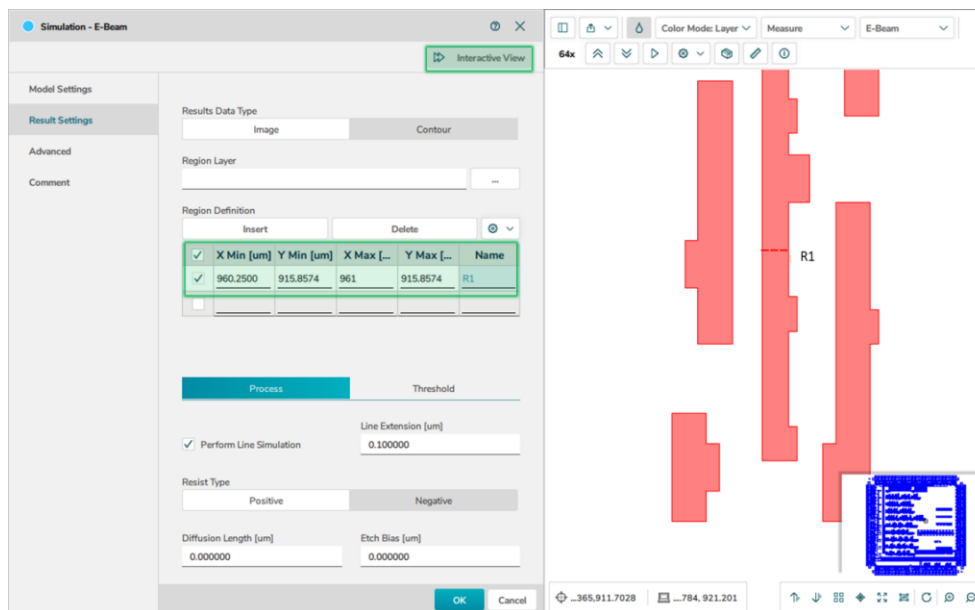 Simulation - E-Beam
Interactive View
Model Settings
Result Settings
Advanced
Comment
Results Data Type
Image Contour
Region Layer
...
Region Definition
Insert Delete
X Min [um] Y Min [um] X Max [... Y Max [... Name
960.2500 915.8574 961 915.8574 R1
Process Threshold
Perform Line Simulation
Line Extension [um]
0.100000
Resist Type
Positive Negative
Diffusion Length [um] Etch Bias [um]
0.000000 0.000000
OK Cancel
Color Mode: Layer Measure E-Beam
64x
R1
...365,911.7028 ....784, 921.201